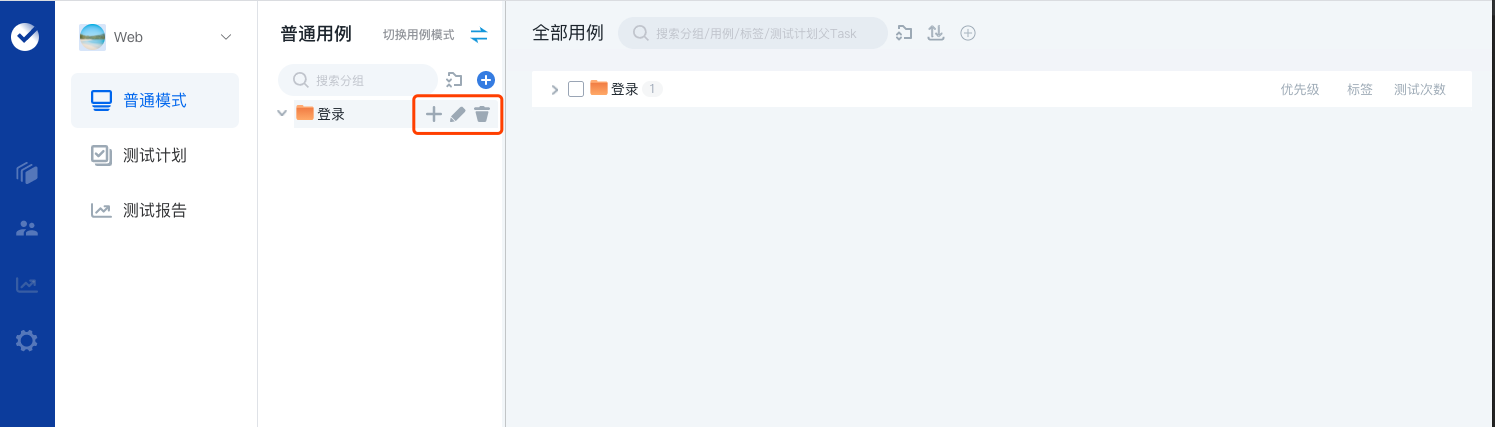 Web
普通模式
测试计划
测试报告
普通用例
切换用例模式
搜索分组
登录
全部用例
搜索分组/用例/标签/测试计划父Task
登录 1
优先级 标签 测试次数